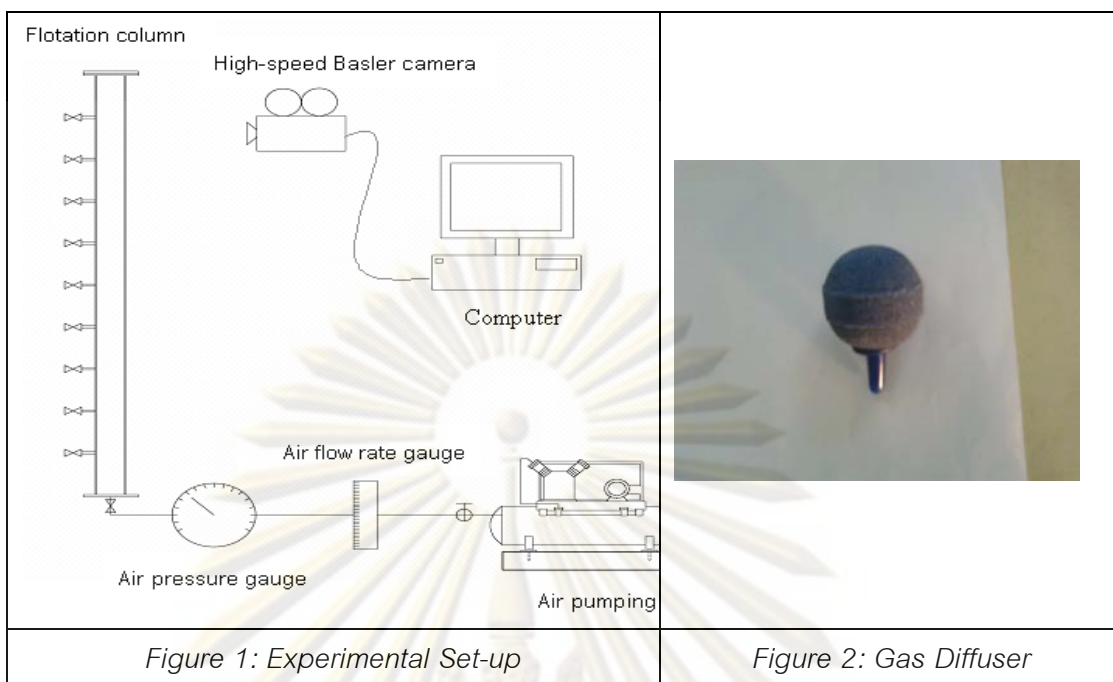 Flotation column
High-speed Basler camera
Computer
Air flow rate gauge
Air pressure gauge
Air pumping
Figure 1: Experimental Set-up
Figure 2: Gas Diffuser